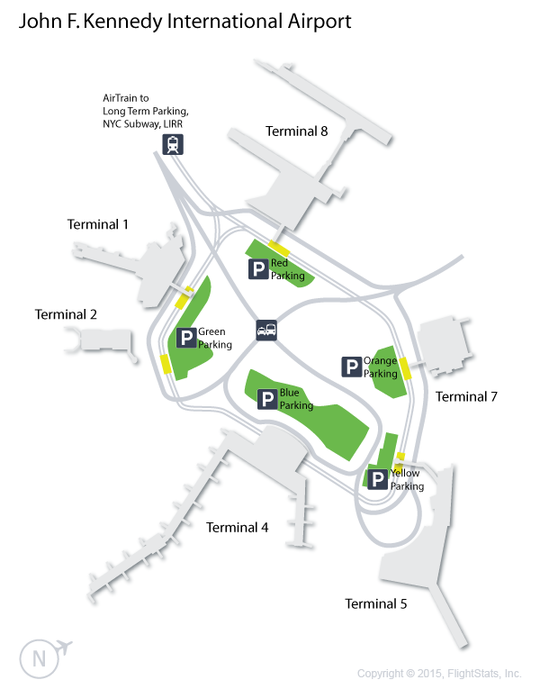 John F. Kennedy International Airport
AirTrain to
Long Term Parking,
NYC Subway, LIRR
Terminal 8
Terminal 1
P Red
Parking
Terminal 2
P Green
Parking
P Orange
Parking
P Blue
Parking
Terminal 7
P Yellow
Parking
Terminal 4
Terminal 5
N
Copyright © 2015, FlightStats, Inc.